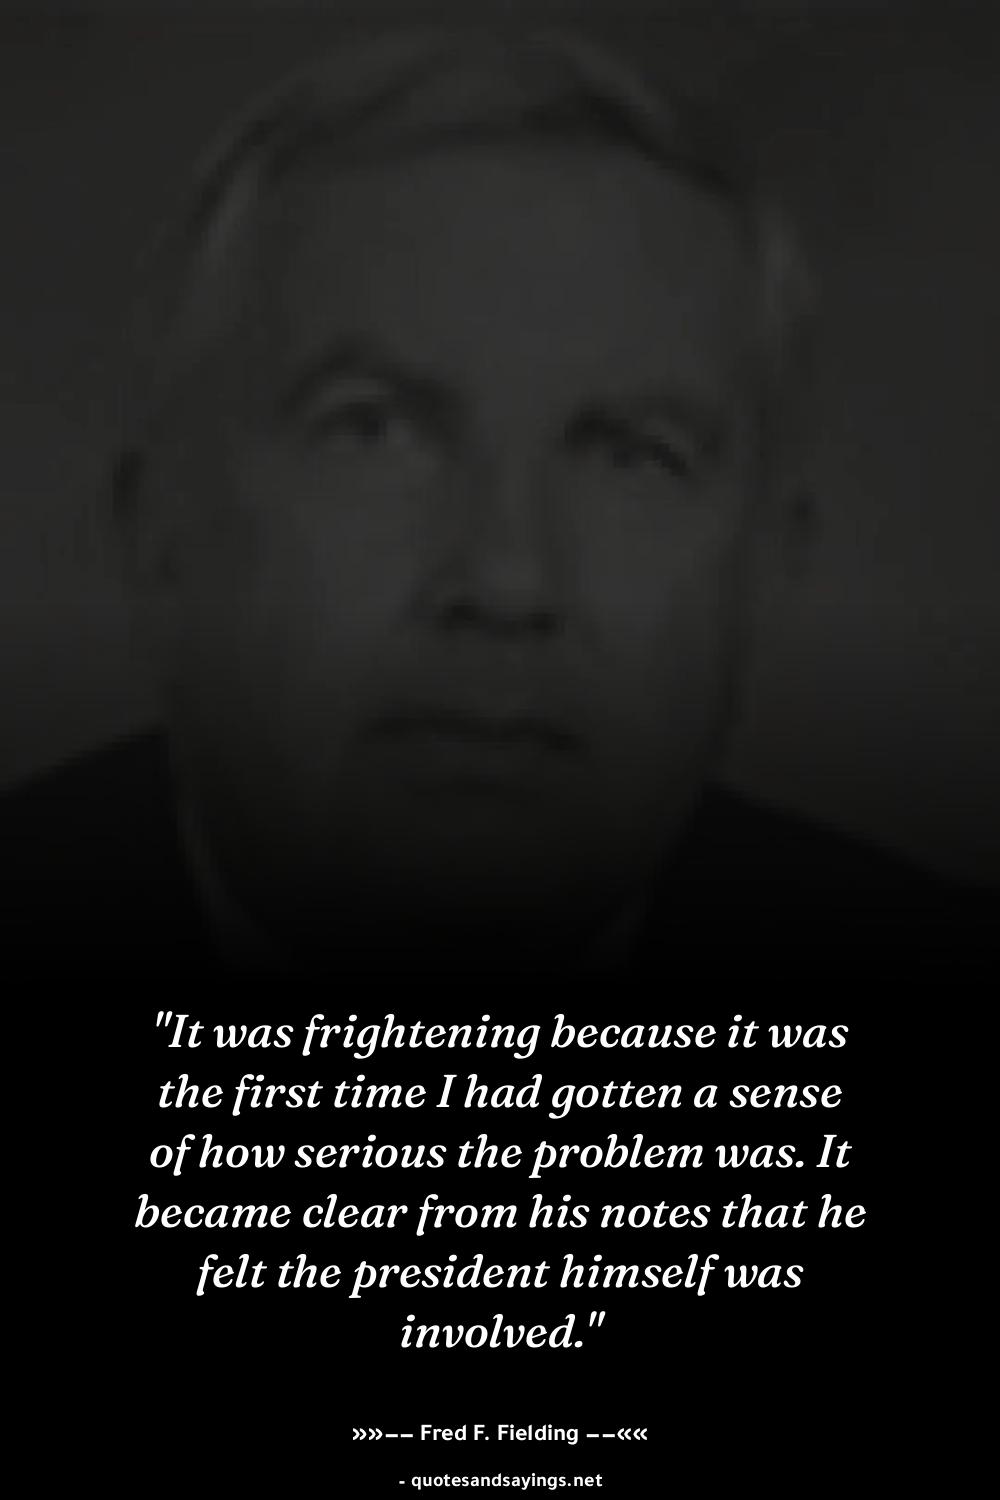 "It was frightening because it was
the first time I had gotten a sense
of how serious the problem was. It
became clear from his notes that he
felt the president himself was
involved."
»»–– Fred F. Fielding ––««
- quotesandsayings.net